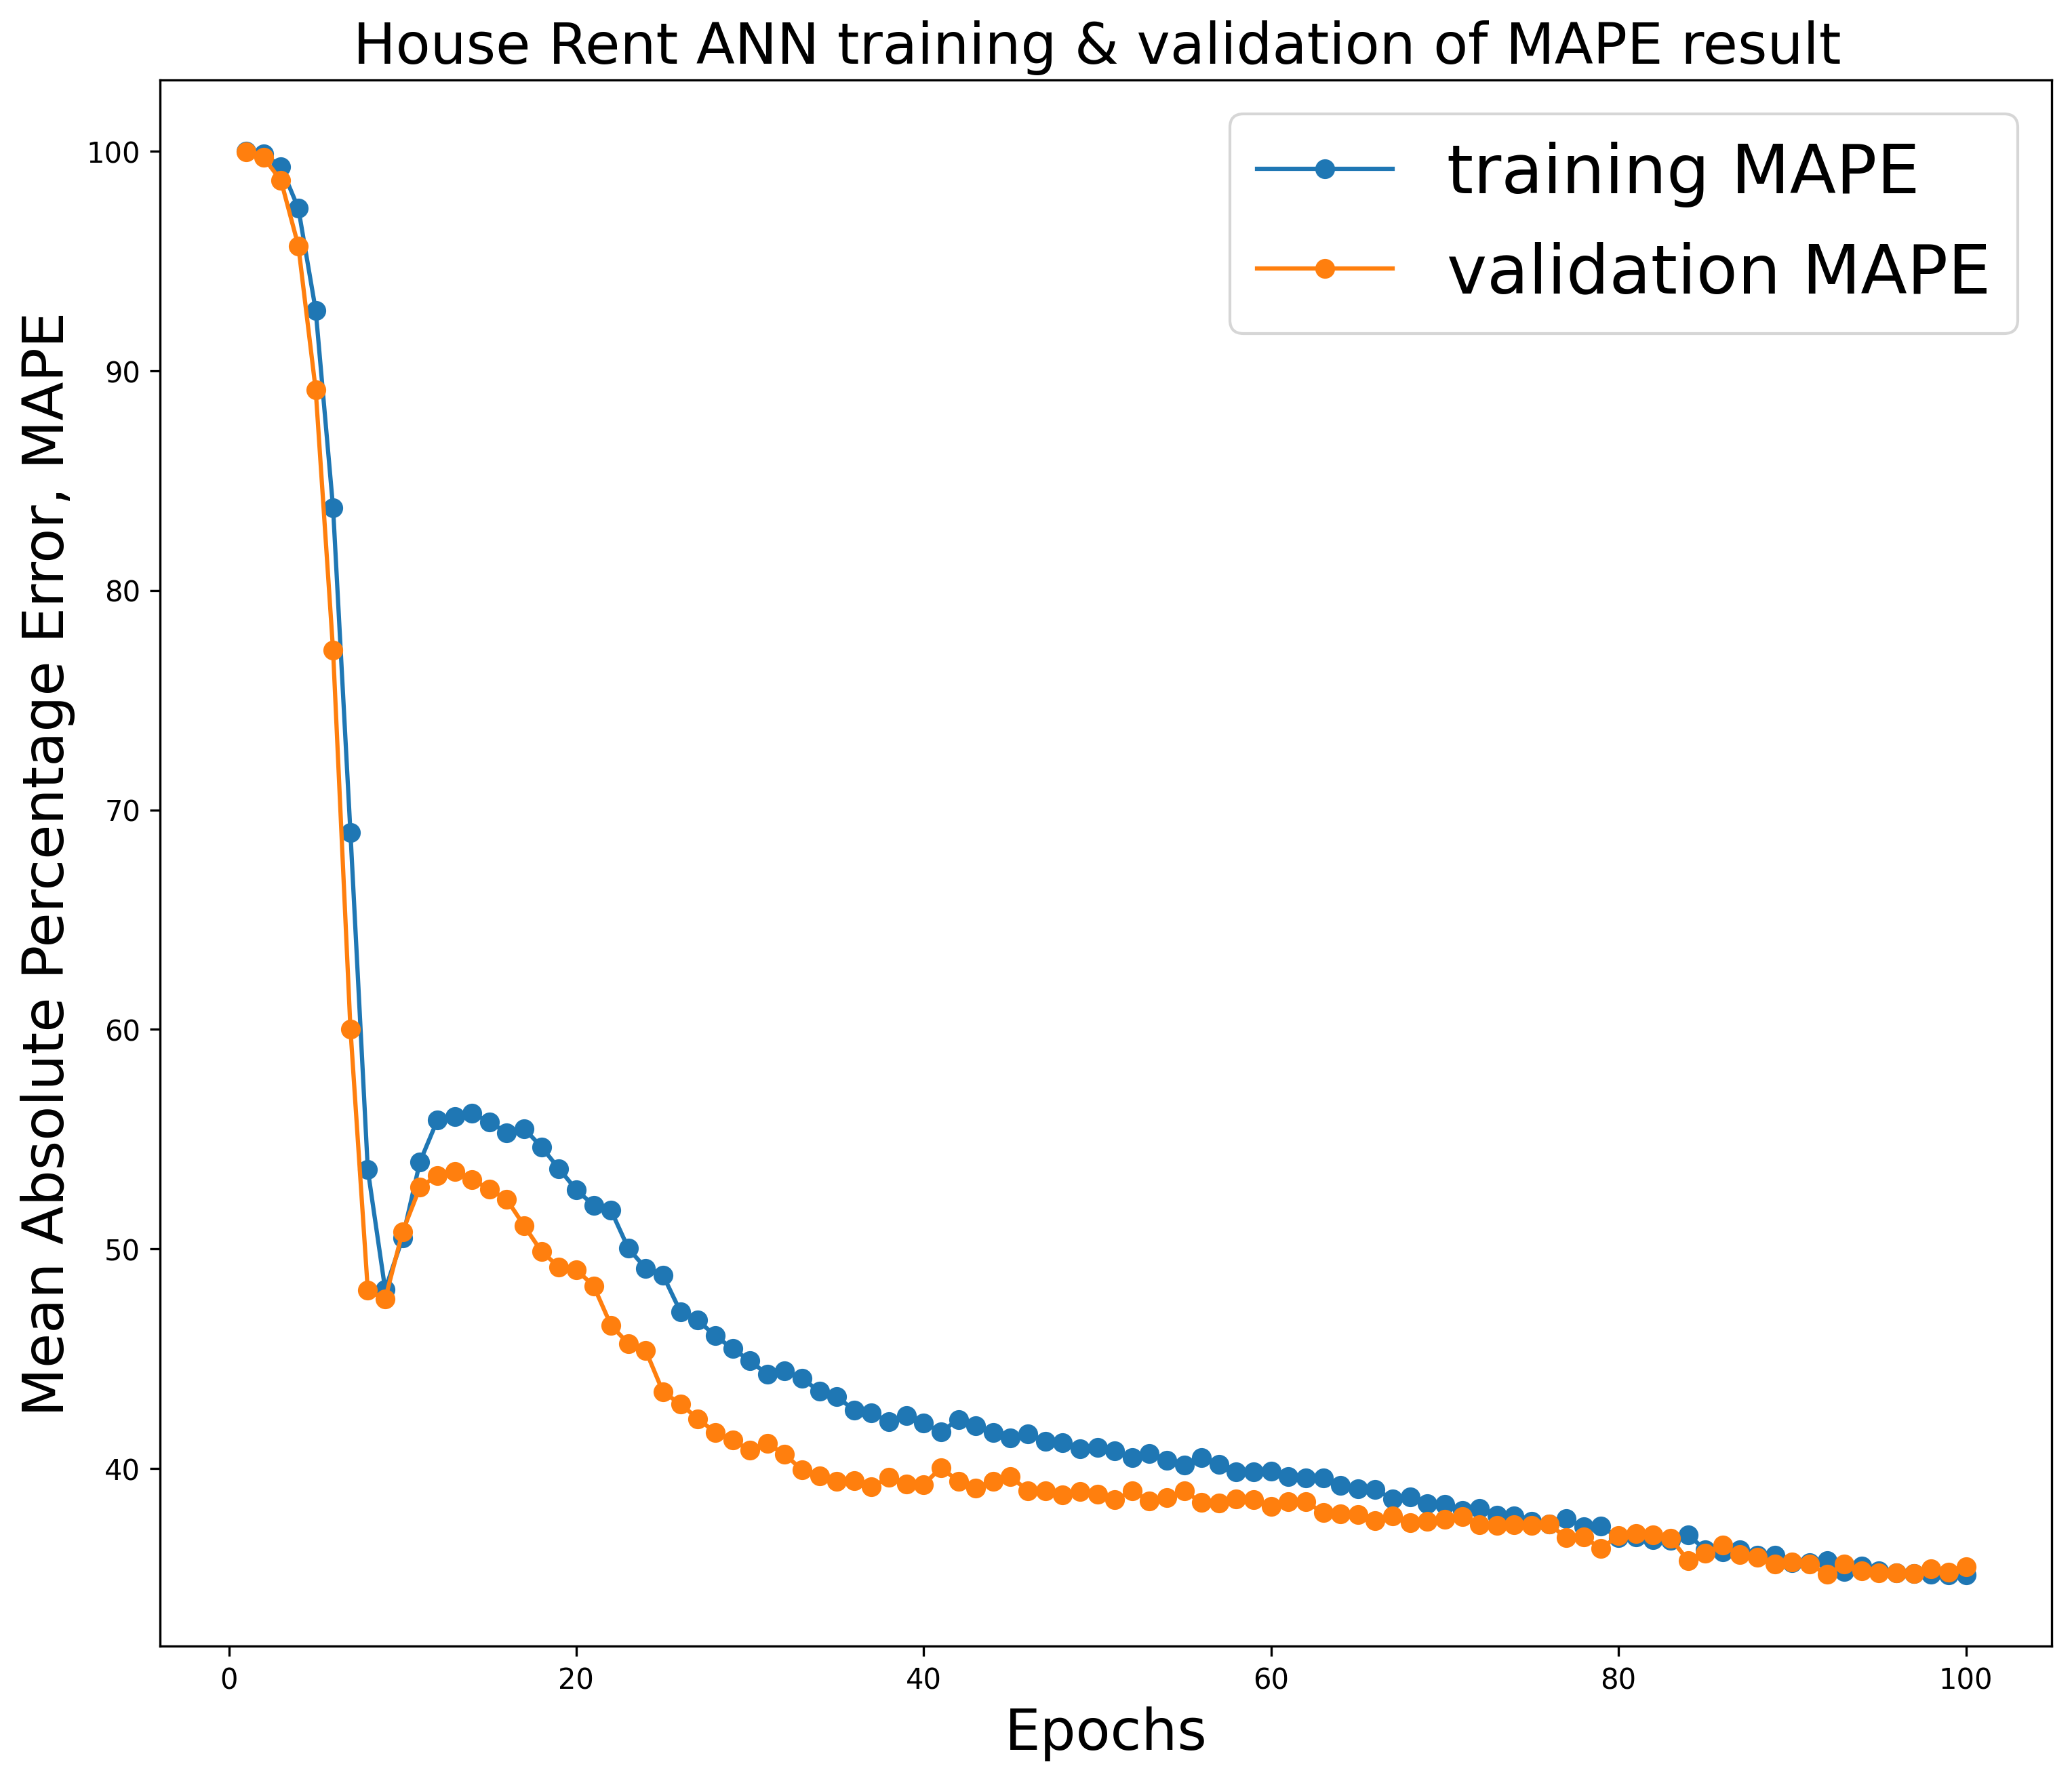 House Rent ANN training & validation of MAPE result
training MAPE
validation MAPE
Mean Absolute Percentage Error, MAPE
100
90
80
70
60
50
40
0 20 40 60 80 100
Epochs